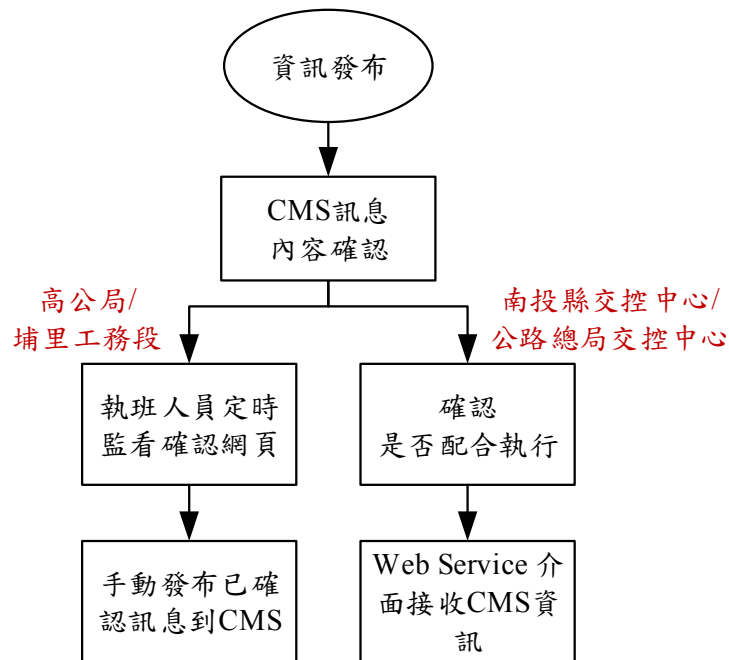 資訊發布
CMS訊息
內容確認
高公局/
埔里工務段
南投縣交控中心/
公路總局交控中心
執班人員定時
監看確認網頁
確認
是否配合執行
手動發布已確
認訊息到CMS
Web Service 介
面接收CMS資
訊